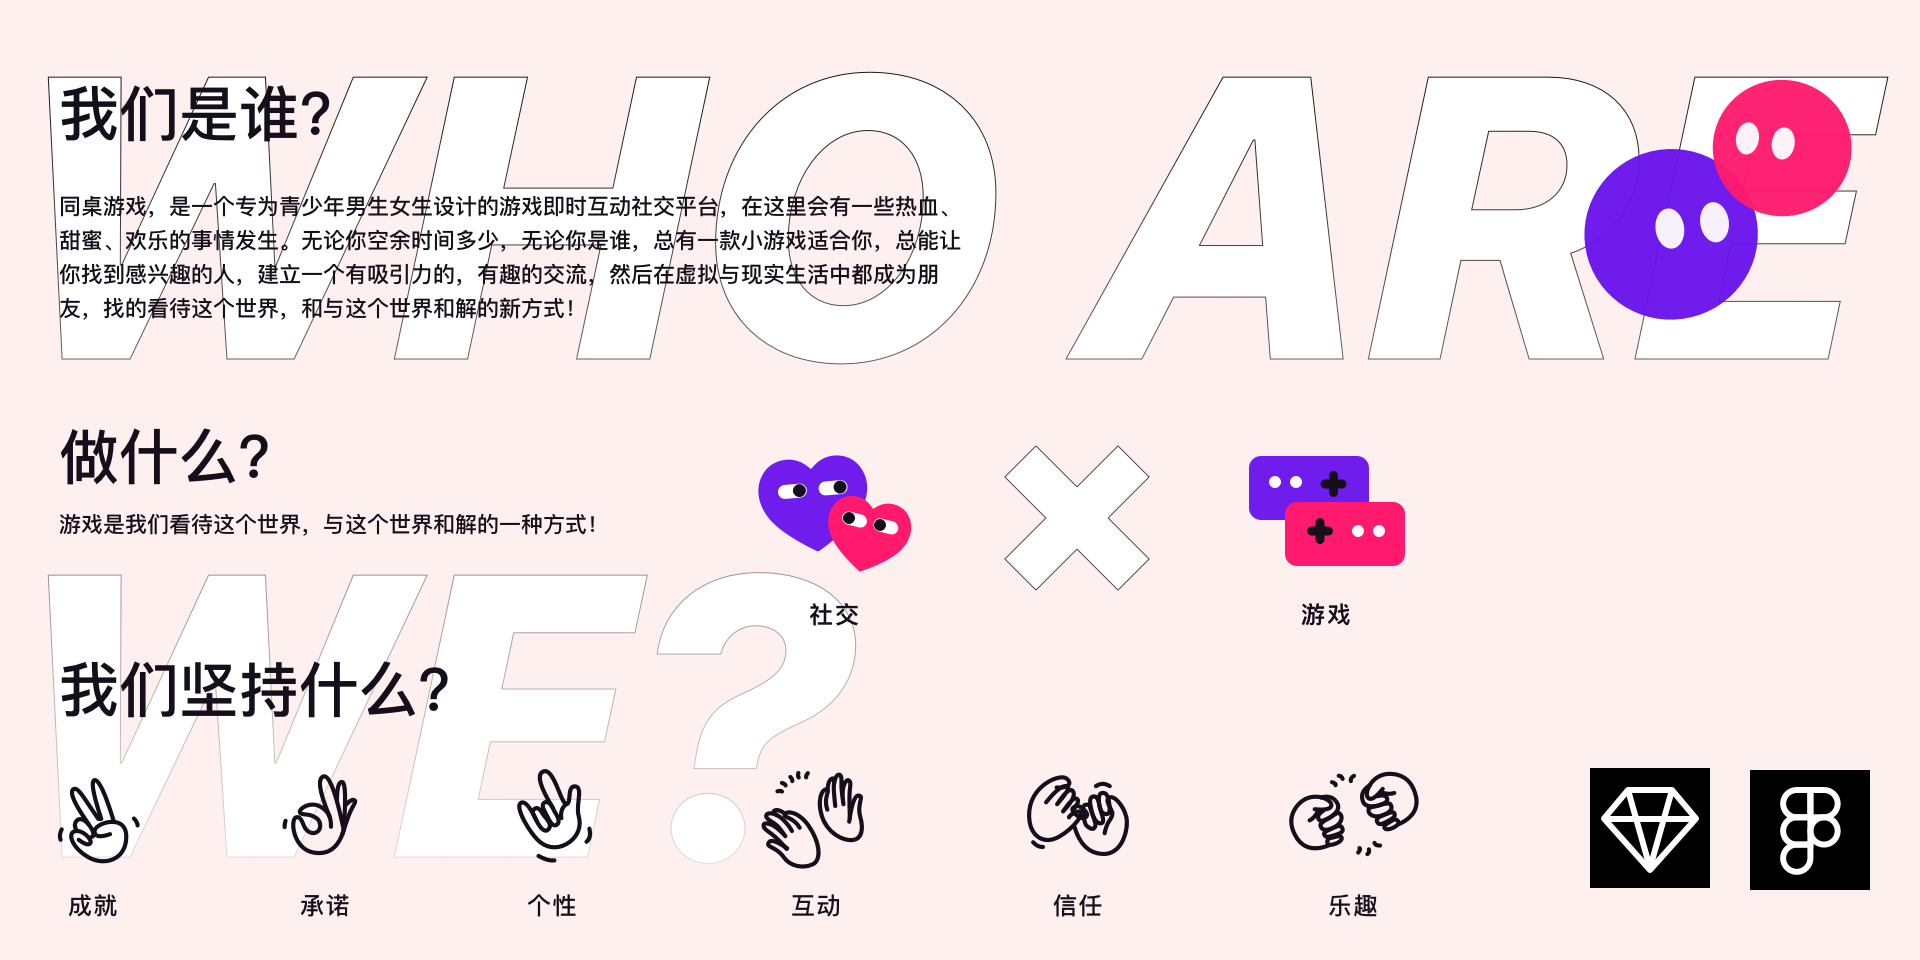 WHO ARE
我们是谁?
同桌游戏，是一个专为青少年男生女生设计的游戏即时互动社交平台，在这里会有一些热血、
甜蜜、欢乐的事情发生。无论你空余时间多少，无论你是谁，总有一款小游戏适合你，总能让
你找到感兴趣的人，建立一个有吸引力的，有趣的交流，然后在虚拟与现实生活中都成为朋
友，找的看待这个世界，和与这个世界和解的新方式！
做什么?
游戏是我们看待这个世界，与这个世界和解的一种方式！
社交
游戏
WE?
我们坚持什么?
成就
承诺
个性
互动
信任
乐趣